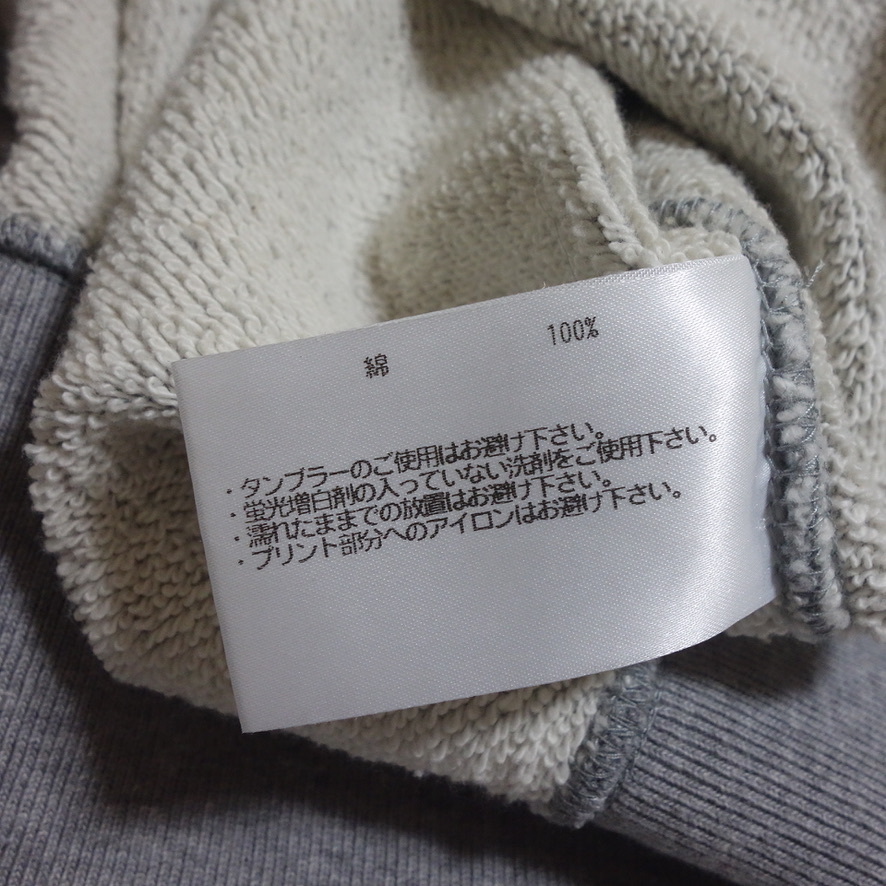 綿 100%
・タンブラーのご使用はお避け下さい。
・蛍光増白剤の入っていない洗剤をご使用下さい。
・濡れたままでの放置はお避け下さい。
・プリント部分へのアイロンはお避け下さい。